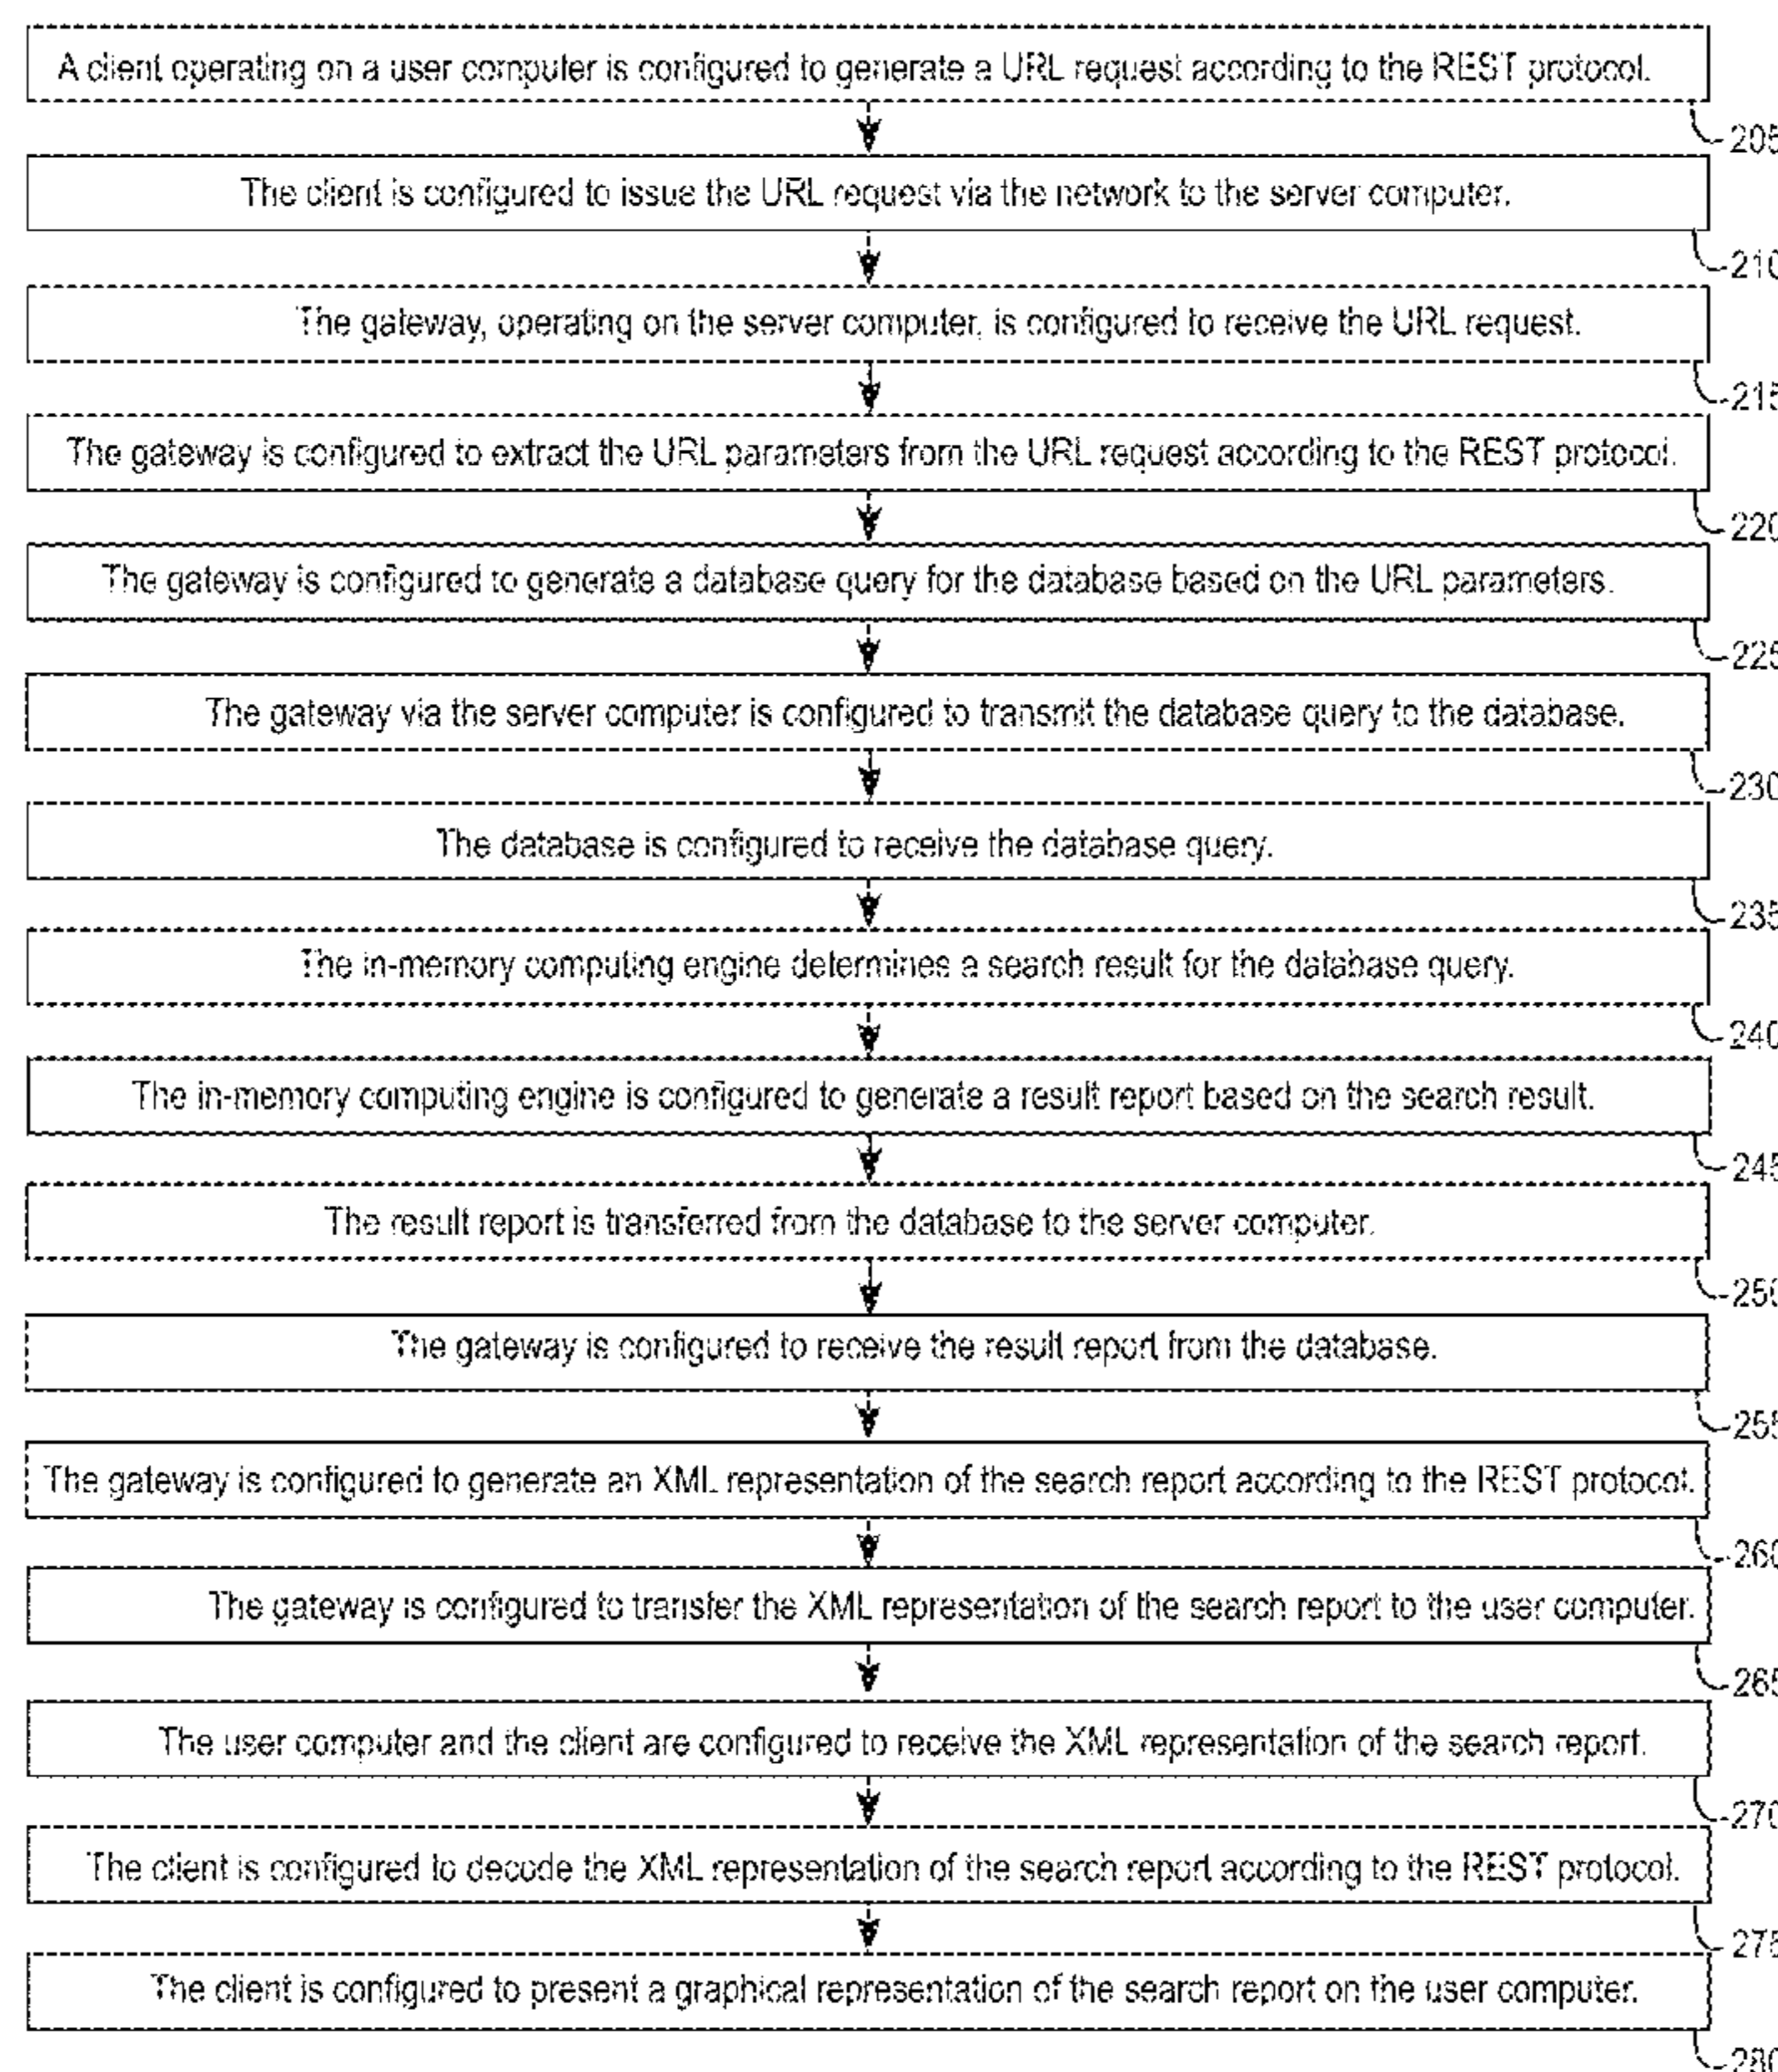 A client operating on a user computer is configured to generate a URL request according to the REST protocol.
205
The client is configured to issue the URL request via the network to the server computer.
210
The gateway, operating on the server computer, is configured to receive the URL request.
215
The gateway is configured to extract the URL parameters from the URL request according to the REST protocol.
220
The gateway is configured to generate a database query for the database based on the URL parameters.
225
The gateway via the server computer is configured to transmit the database query to the database.
230
The database is configured to receive the database query.
235
The in-memory computing engine determines a search result for the database query.
240
The in-memory computing engine is configured to generate a result report based on the search result.
245
The result report is transferred from the database to the server computer.
250
The gateway is configured to receive the result report from the database.
255
The gateway is configured to generate an XML representation of the search report according to the REST protocol.
260
The gateway is configured to transfer the XML representation of the search report to the user computer.
265
The user computer and the client are configured to receive the XML representation of the search report.
270
The client is configured to decode the XML representation of the search report according to the REST protocol.
275
The client is configured to present a graphical representation of the search report on the user computer.
280